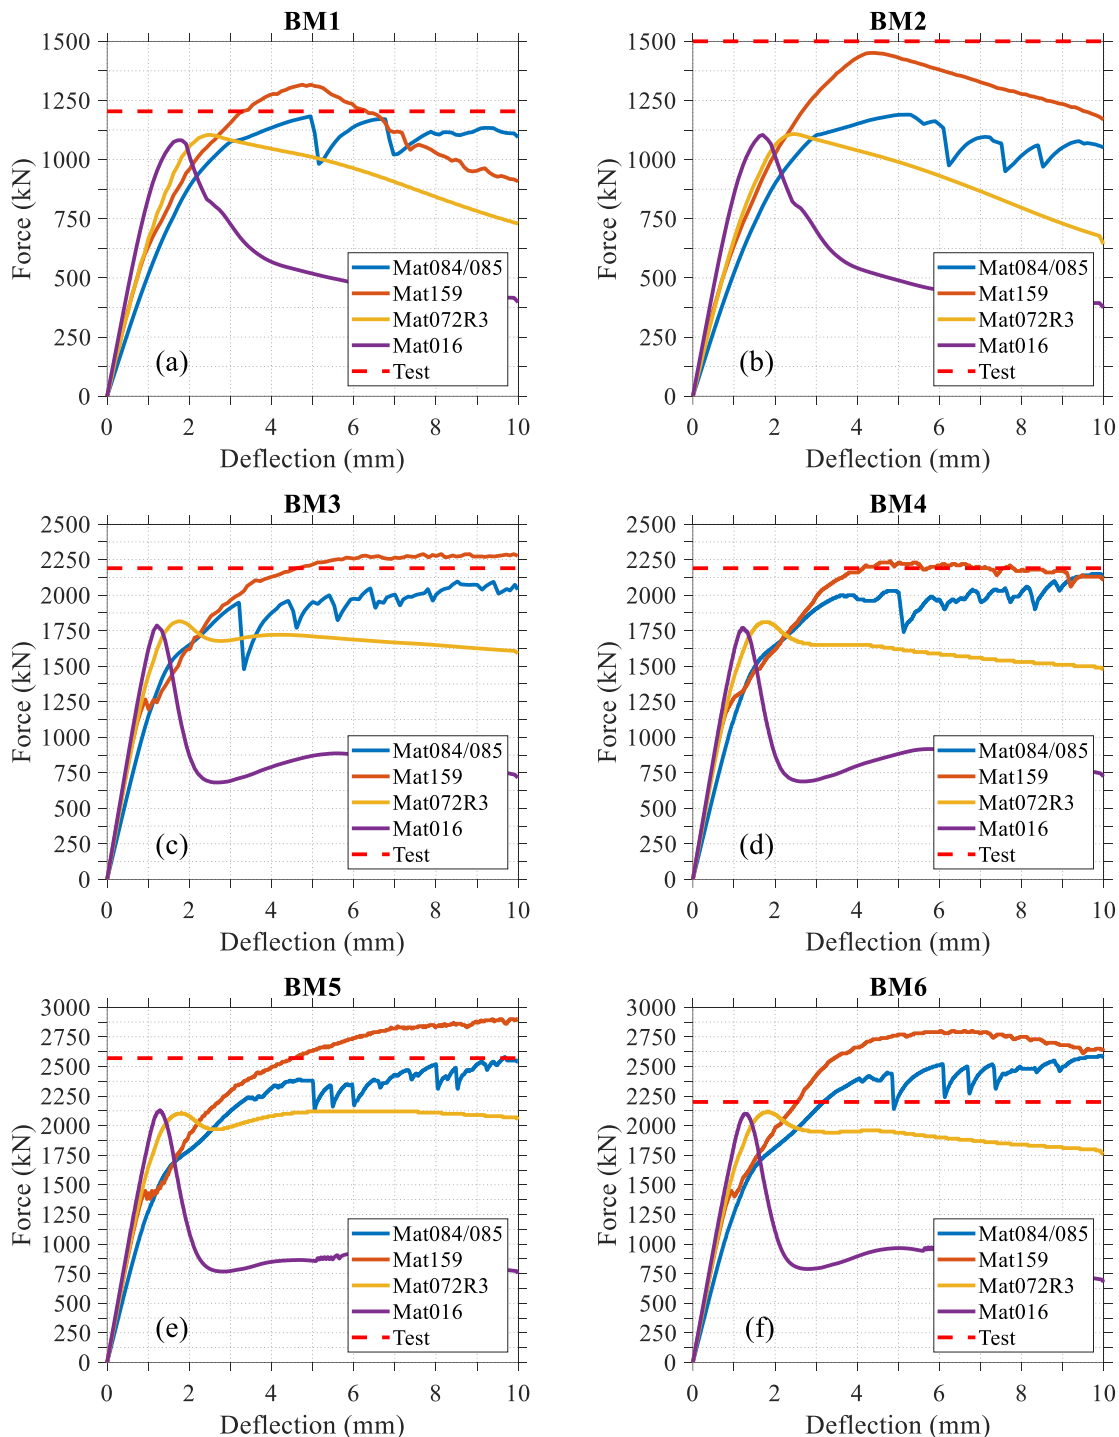 BM1
1500
1250
1000
750
500
250
0
Force (kN)
0 2 4 6 8 10
Deflection (mm)
Mat084/085
Mat159
Mat072R3
Mat016
Test
(a)
BM2
1500
1250
1000
750
500
250
0
Force (kN)
0 2 4 6 8 10
Deflection (mm)
Mat084/085
Mat159
Mat072R3
Mat016
Test
(b)
BM3
2500
2250
2000
1750
1500
1250
1000
750
500
250
0
Force (kN)
0 2 4 6 8 10
Deflection (mm)
Mat084/085
Mat159
Mat072R3
Mat016
Test
(c)
BM4
2500
2250
2000
1750
1500
1250
1000
750
500
250
0
Force (kN)
0 2 4 6 8 10
Deflection (mm)
Mat084/085
Mat159
Mat072R3
Mat016
Test
(d)
BM5
3000
2750
2500
2250
2000
1750
1500
1250
1000
750
500
250
0
Force (kN)
0 2 4 6 8 10
Deflection (mm)
Mat084/085
Mat159
Mat072R3
Mat016
Test
(e)
BM6
3000
2750
2500
2250
2000
1750
1500
1250
1000
750
500
250
0
Force (kN)
0 2 4 6 8 10
Deflection (mm)
Mat084/085
Mat159
Mat072R3
Mat016
Test
(f)